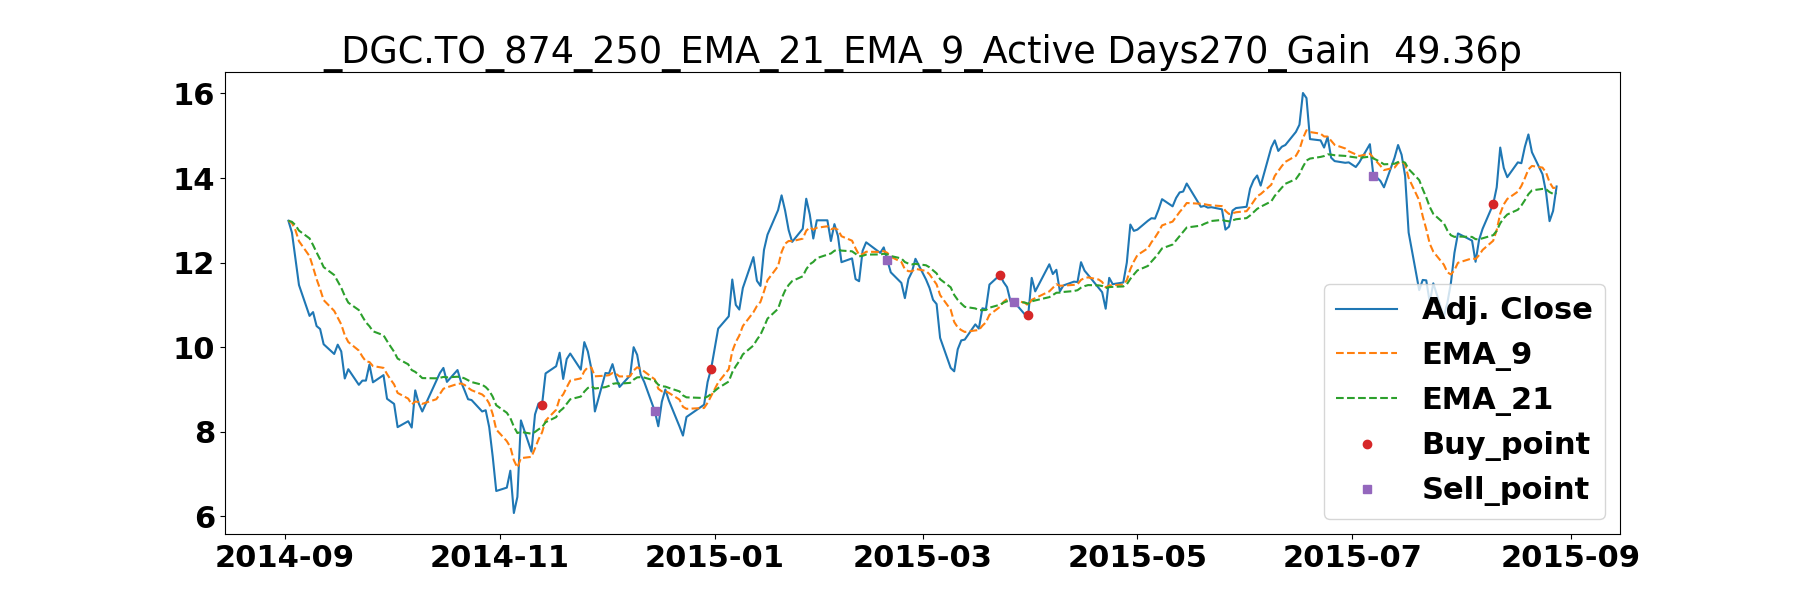 _DGC.TO_874_250_EMA_21_EMA_9_Active Days270_Gain  49.36p
16
14
12
10
8
6
2014-09
2014-11
2015-01
2015-03
2015-05
2015-07
2015-09
Adj. Close
EMA_9
EMA_21
Buy_point
Sell_point